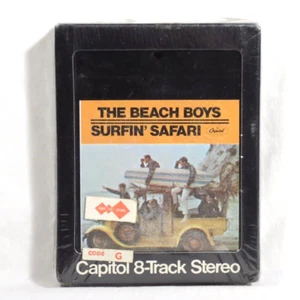 THE BEACH BOYS
SURFIN' SAFARI
Capitol
CODE G
Capitol 8-Track Stereo